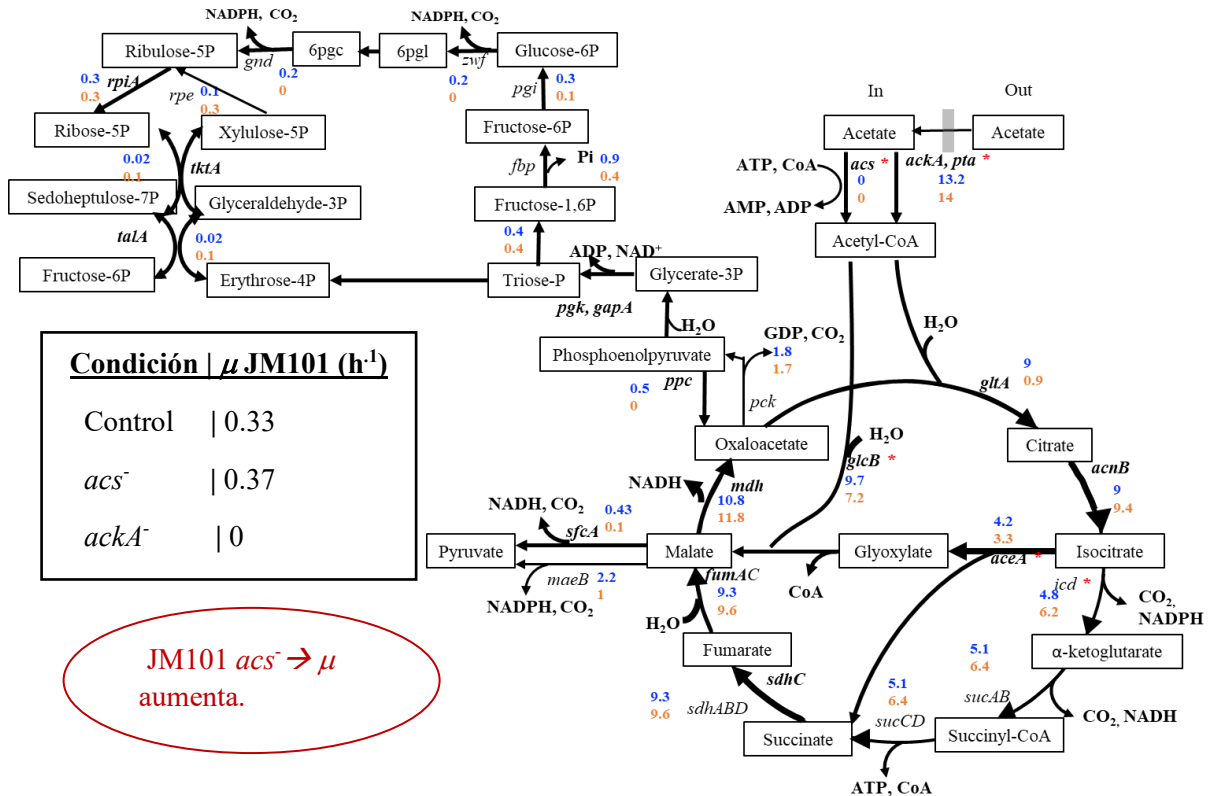 NADPH, CO2
NADPH, CO2
Ribulose-5P
gnd
6pgc
6pgl
zwf
Glucose-6P
0.2
0
0.2
0
0.3
rpiA
0.3
rpe
0.1
0.3
pgi
0.3
0.1
Ribose-5P
Xylulose-5P
Fructose-6P
In
Out
Acetate
Acetate
fbp
Pi
0.9
0.4
ATP, CoA
acs *
0
0
ackA, pta *
13.2
14
AMP, ADP
0.02
0.1
tktA
Sedoheptulose-7P
Glyceraldehyde-3P
Fructose-1,6P
Acetyl-CoA
talA
0.02
0.1
0.4
0.4
ADP, NAD+
Fructose-6P
Erythrose-4P
Triose-P
Glycerate-3P
pgk, gapA
H2O
H2O
GDP, CO2
1.8
1.7
Phosphoenolpyruvate
0.5
0
ppc
pck
gltA
9
0.9
Oxaloacetate
Citrate
H2O
glcB *
9.7
7.2
acnB
9
9.4
NADH
mdh
10.8
11.8
NADH, CO2
0.43
0.1
sfcA
4.2
3.3
aceA *
Pyruvate
Malate
Glyoxylate
Isocitrate
maeB
2.2
1
NADPH, CO2
fumAC
9.3
9.6
CoA
icd *
4.8
6.2
CO2,
NADPH
H2O
Fumarate
α-ketoglutarate
5.1
6.4
sdhC
9.3
9.6
sdhABD
5.1
6.4
sucAB
sucCD
CO2, NADH
Succinate
Succinyl-CoA
ATP, CoA
Condición | μ JM101 (h-1)
Control | 0.33
acs- | 0.37
ackA- | 0
JM101 acs- → μ
aumenta.